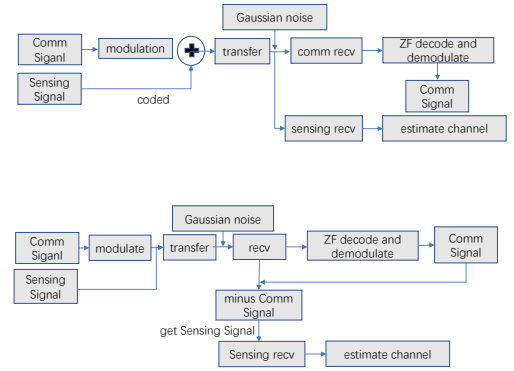 Gaussian noise
Comm
Siganl
modulation
transfer
comm recv
ZF decode and
demodulate
Sensing
Signal
coded
Comm
Signal
sensing recv
estimate channel
Gaussian noise
Comm
Siganl
modulate
transfer
recv
ZF decode and
demodulate
Comm
Signal
Sensing
Signal
minus Comm
Signal
get Sensing Signal
Sensing recv
estimate channel